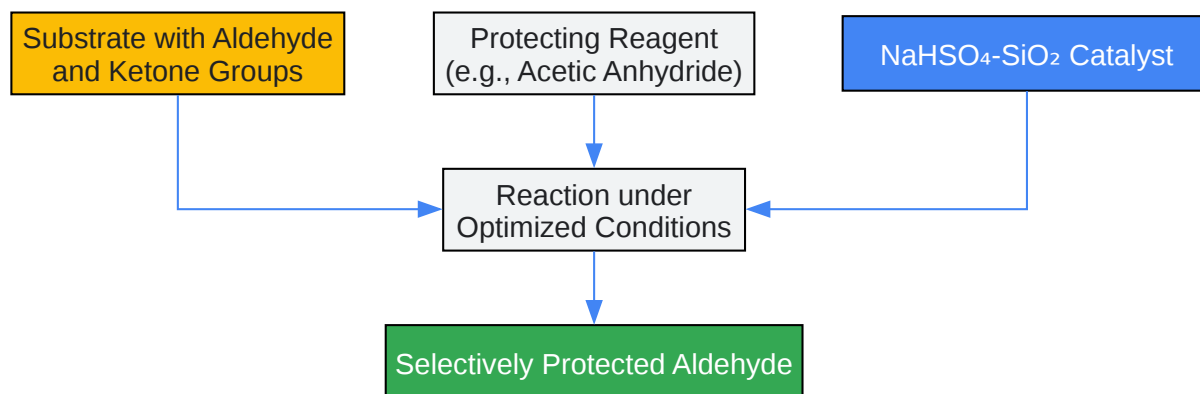 Substrate with Aldehyde
and Ketone Groups
Protecting Reagent
(e.g., Acetic Anhydride)
NaHSO₄-SiO₂ Catalyst
Reaction under
Optimized Conditions
Selectively Protected Aldehyde